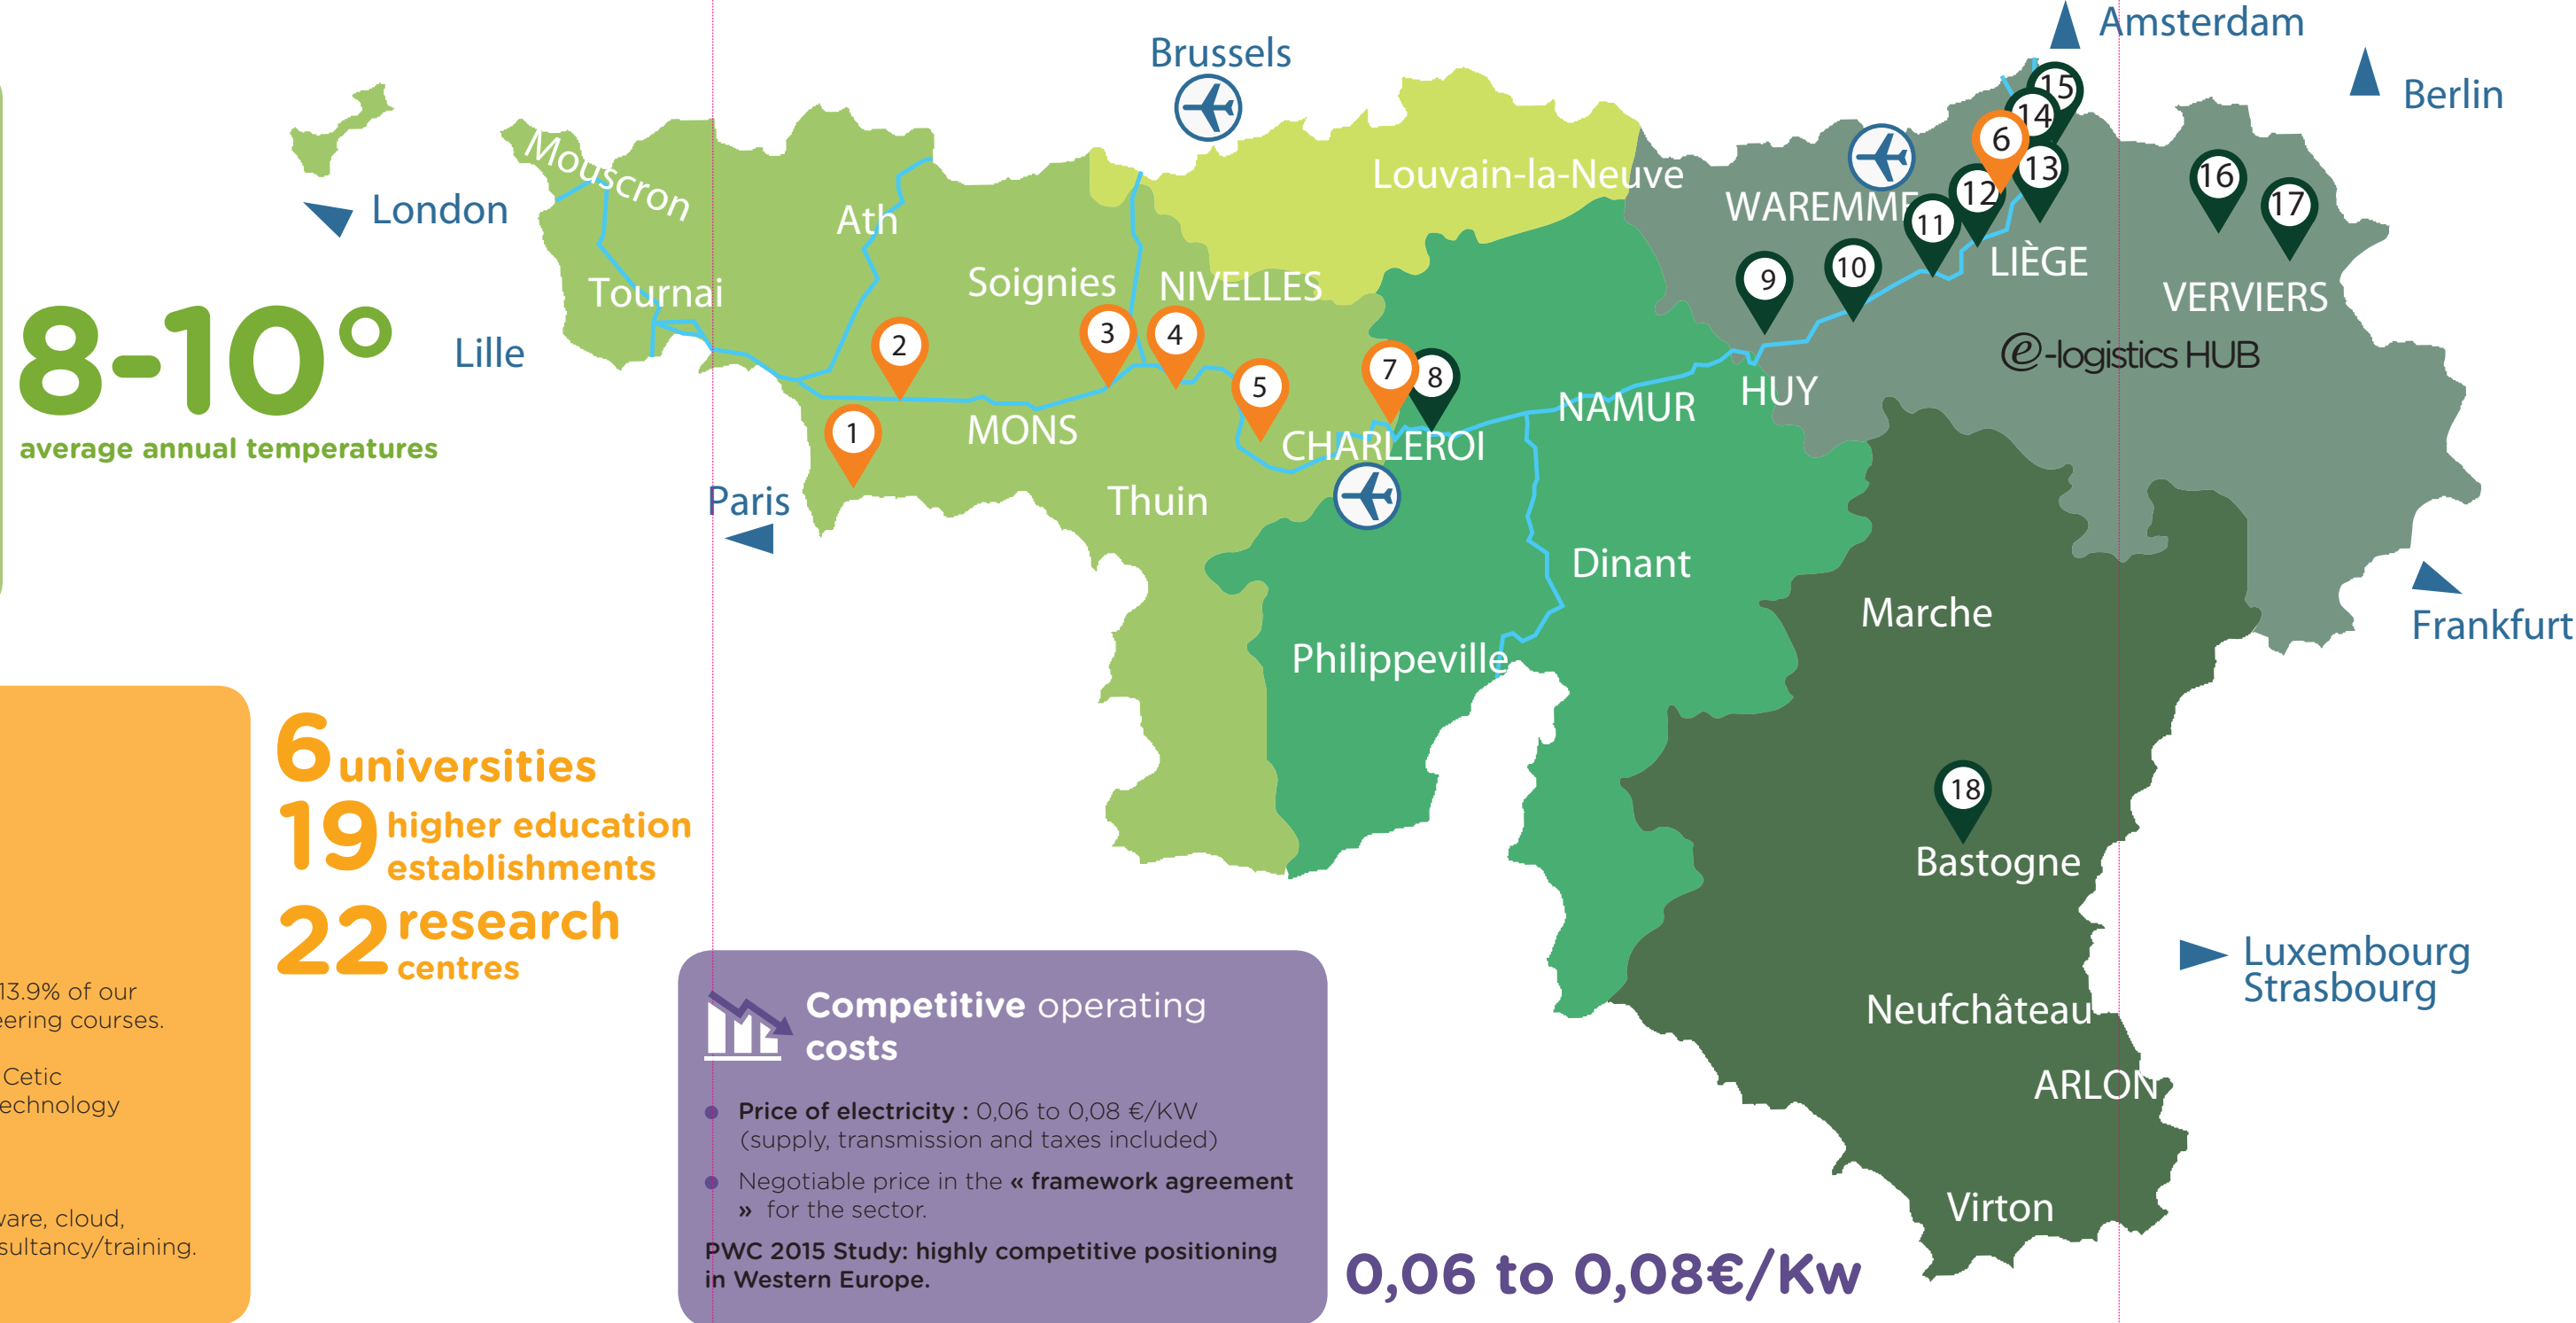 Amsterdam
Brussels
Berlin
15
14
6
Mouscron
Louvain-la-Neuve
13
16
London
WAREMME
12
17
Ath
11
8-10°
Tournai
Soignies
NIVELLES
9
10
LIÈGE
VERVIERS
Lille
2
3
4
e-logistics HUB
5
7
8
NAMUR
HUY
average annual temperatures
1
MONS
CHARLEROI
Paris
Thuin
Dinant
Marche
Frankfurt
Philippeville
18
Bastogne
Luxembourg
Strasbourg
Neufchâteau
ARLON
Virton
6 universities
19 higher education
establishments
22 research
centres
13.9% of our
eering courses.
Cetic
echnology
ware, cloud,
sultancy/training.
Competitive operating
costs
Price of electricity : 0,06 to 0,08 €/KW
(supply, transmission and taxes included)
Negotiable price in the « framework agreement
» for the sector.
PWC 2015 Study: highly competitive positioning
in Western Europe.
0,06 to 0,08€/Kw